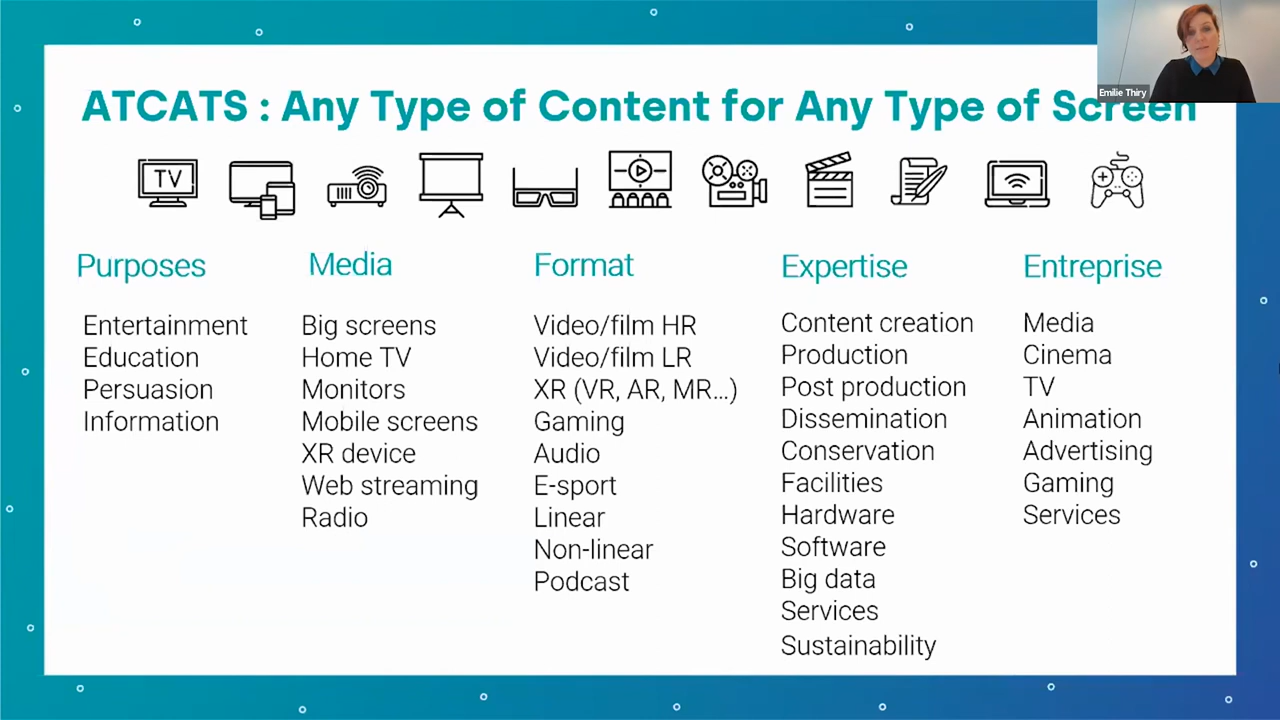 Emilie Thiry
ATCATS : Any Type of Content for Any Type of Screen
TV
Purposes
Entertainment
Education
Persuasion
Information
Media
Big screens
Home TV
Monitors
Mobile screens
XR device
Web streaming
Radio
Format
Video/film HR
Video/film LR
XR (VR, AR, MR...)
Gaming
Audio
E-sport
Linear
Non-linear
Podcast
Expertise
Content creation
Production
Post production
Dissemination
Conservation
Facilities
Hardware
Software
Big data
Services
Sustainability
Entreprise
Media
Cinema
TV
Animation
Advertising
Gaming
Services